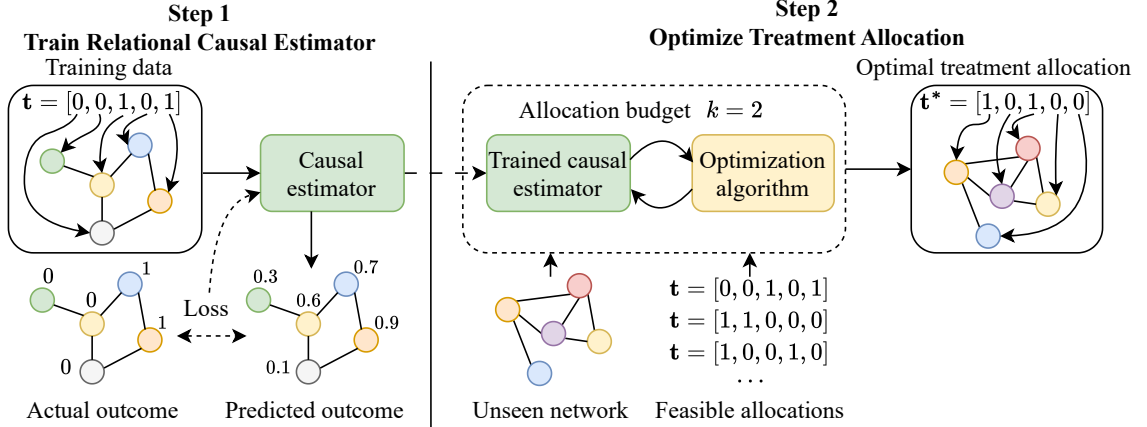 Step 1
Train Relational Causal Estimator
Training data
t = [0, 0, 1, 0, 1]
Causal
estimator
0
0
1
1
0
Loss
0.3
0.6
0.7
0.9
0.1
Actual outcome
Predicted outcome
Step 2
Optimize Treatment Allocation
Allocation budget k = 2
Trained causal
estimator
Optimization
algorithm
Optimal treatment allocation
t* = [1, 0, 1, 0, 0]
t = [0, 0, 1, 0, 1]
t = [1, 1, 0, 0, 0]
t = [1, 0, 0, 1, 0]
...
Unseen network
Feasible allocations